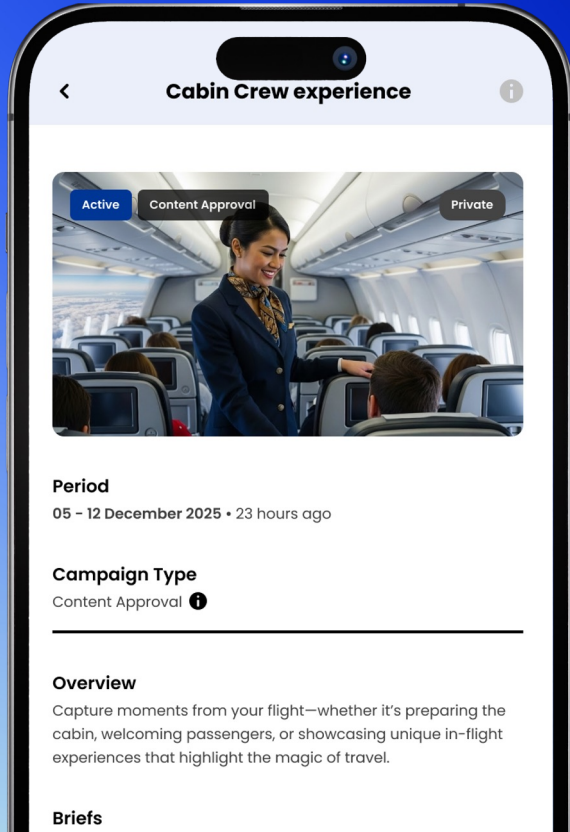 Cabin Crew experience
Active
Content Approval
Private
Period
05 - 12 December 2025 • 23 hours ago
Campaign Type
Content Approval
Overview
Capture moments from your flight—whether it’s preparing the
cabin, welcoming passengers, or showcasing unique in-flight
experiences that highlight the magic of travel.
Briefs